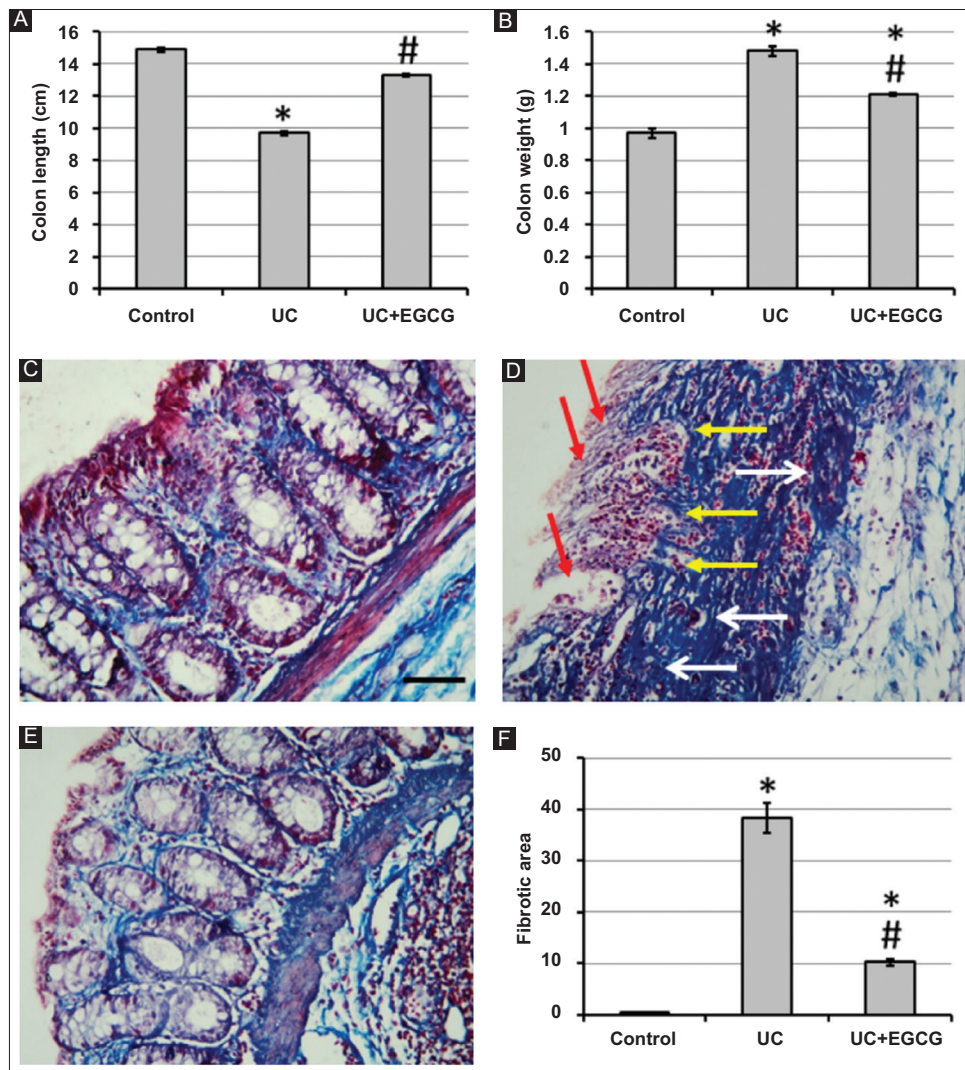 A
Colon length (cm)
16
14
12
10
8
6
4
2
0
*
#
Control UC UC+EGCG
B
Colon weight (g)
1.6
1.4
1.2
1
0.8
0.6
0.4
0.2
0
*
*
#
Control UC UC+EGCG
C
D
E
F
Fibrotic area
50
40
30
20
10
0
*
*
#
Control UC UC+EGCG